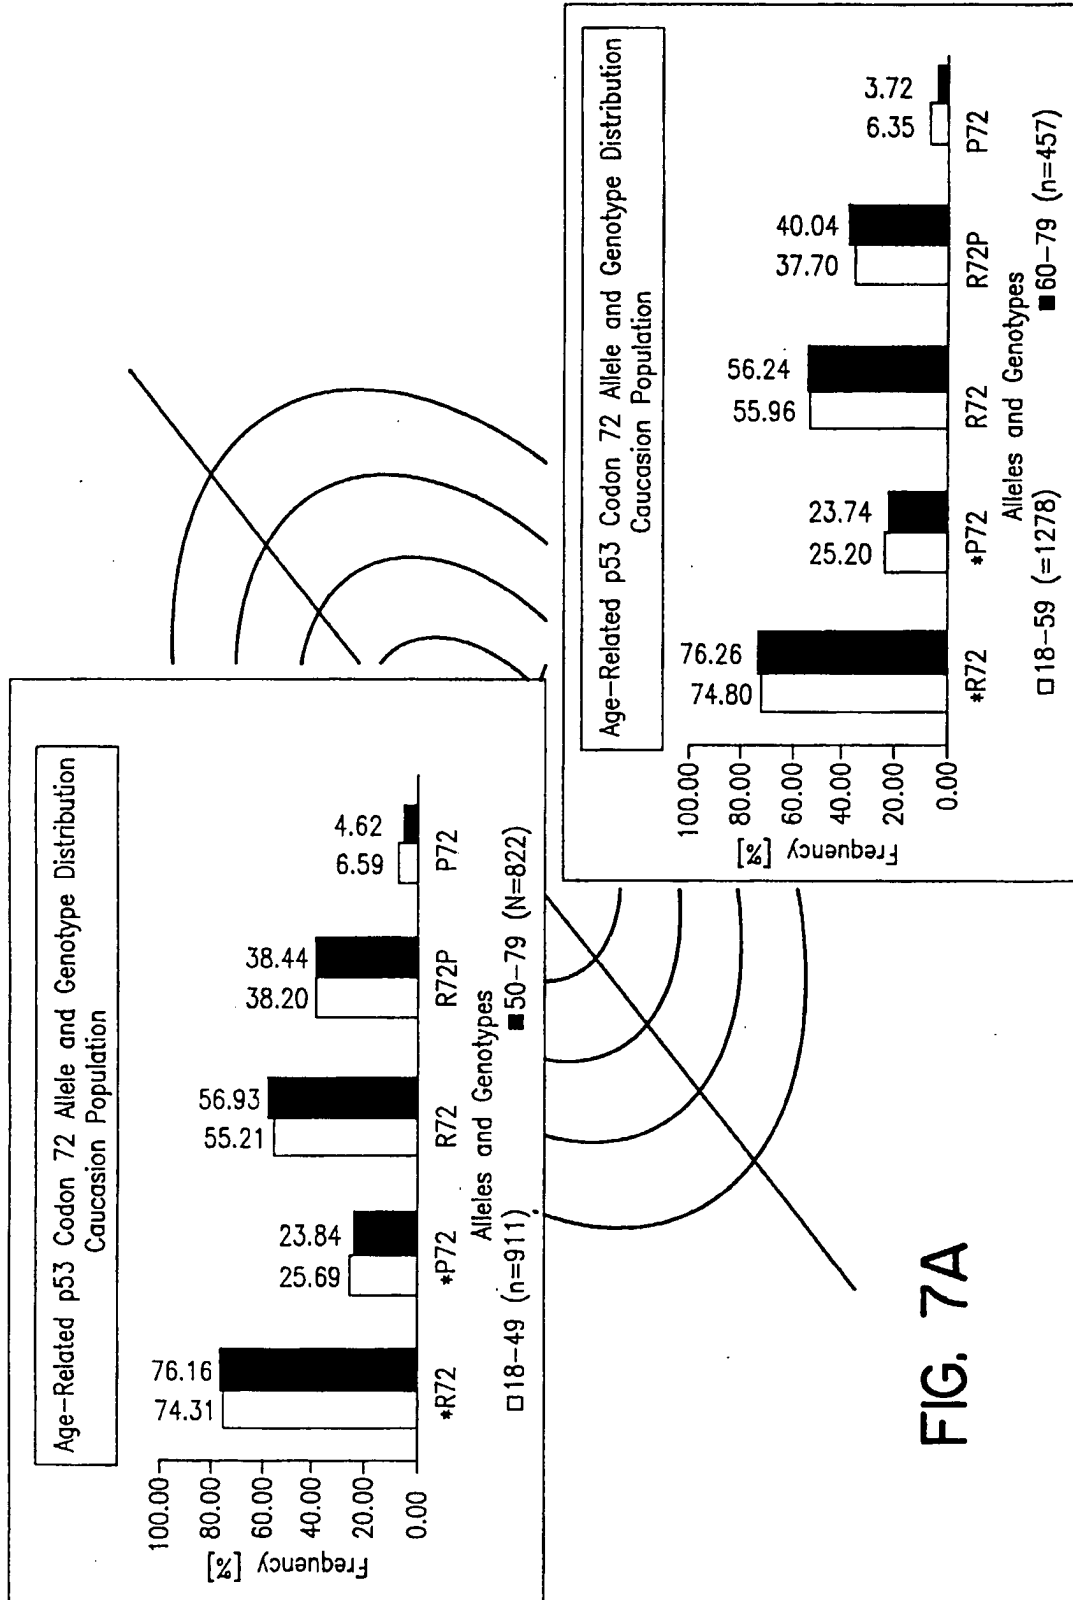 Age-Related p53 Codon 72 Allele and Genotype Distribution
Caucasion Population
Frequency [%]
100.00
80.00
60.00
40.00
20.00
0.00
74.31 76.16
25.69 23.84
55.21 56.93
38.20 38.44
6.59 4.62
*R72 *P72 R72 R72P P72
Alleles and Genotypes
18-49 (n=911) 50-79 (N=822)
Age-Related p53 Codon 72 Allele and Genotype Distribution
Caucasion Population
Frequency [%]
100.00
80.00
60.00
40.00
20.00
0.00
74.80 76.26
25.20 23.74
55.96 56.24
37.70 40.04
6.35 3.72
*R72 *P72 R72 R72P P72
Alleles and Genotypes
18-59 (=1278) 60-79 (n=457)
FIG. 7A